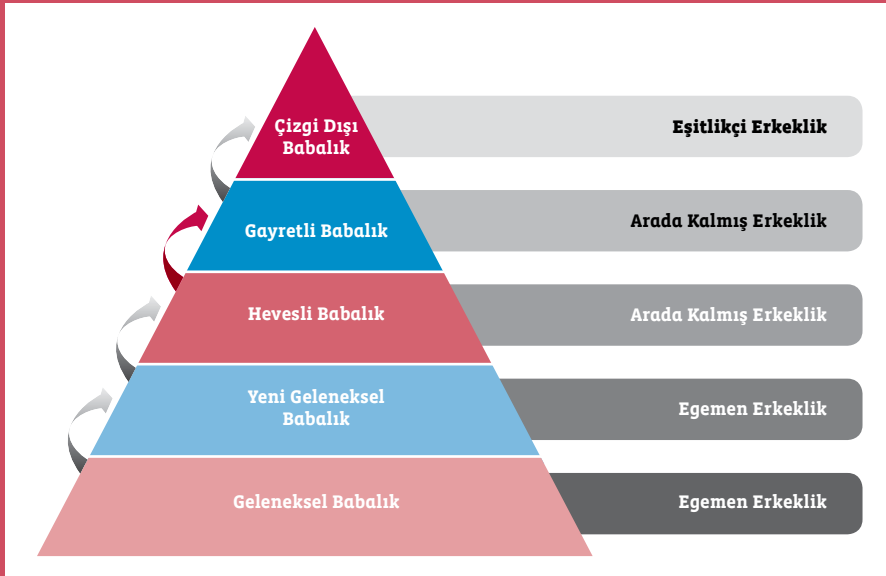 Çizgi Dışı
Babalık
Eşitlikçi Erkeklik
Gayretli Babalık
Arada Kalmış Erkeklik
Hevesli Babalık
Arada Kalmış Erkeklik
Yeni Geleneksel
Babalık
Egemen Erkeklik
Geleneksel Babalık
Egemen Erkeklik